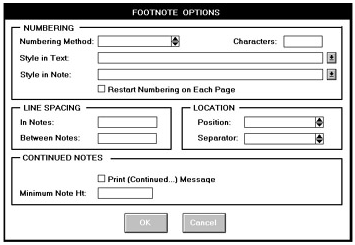 FOOTNOTE OPTIONS
NUMBERING
Numbering Method: Characters:
Style in Text:
Style in Note:
Restart Numbering on Each Page
LINE SPACING
In Notes:
Between Notes:
LOCATION
Position:
Separator:
CONTINUED NOTES
Print (Continued...) Message
Minimum Note Ht:
OK Cancel